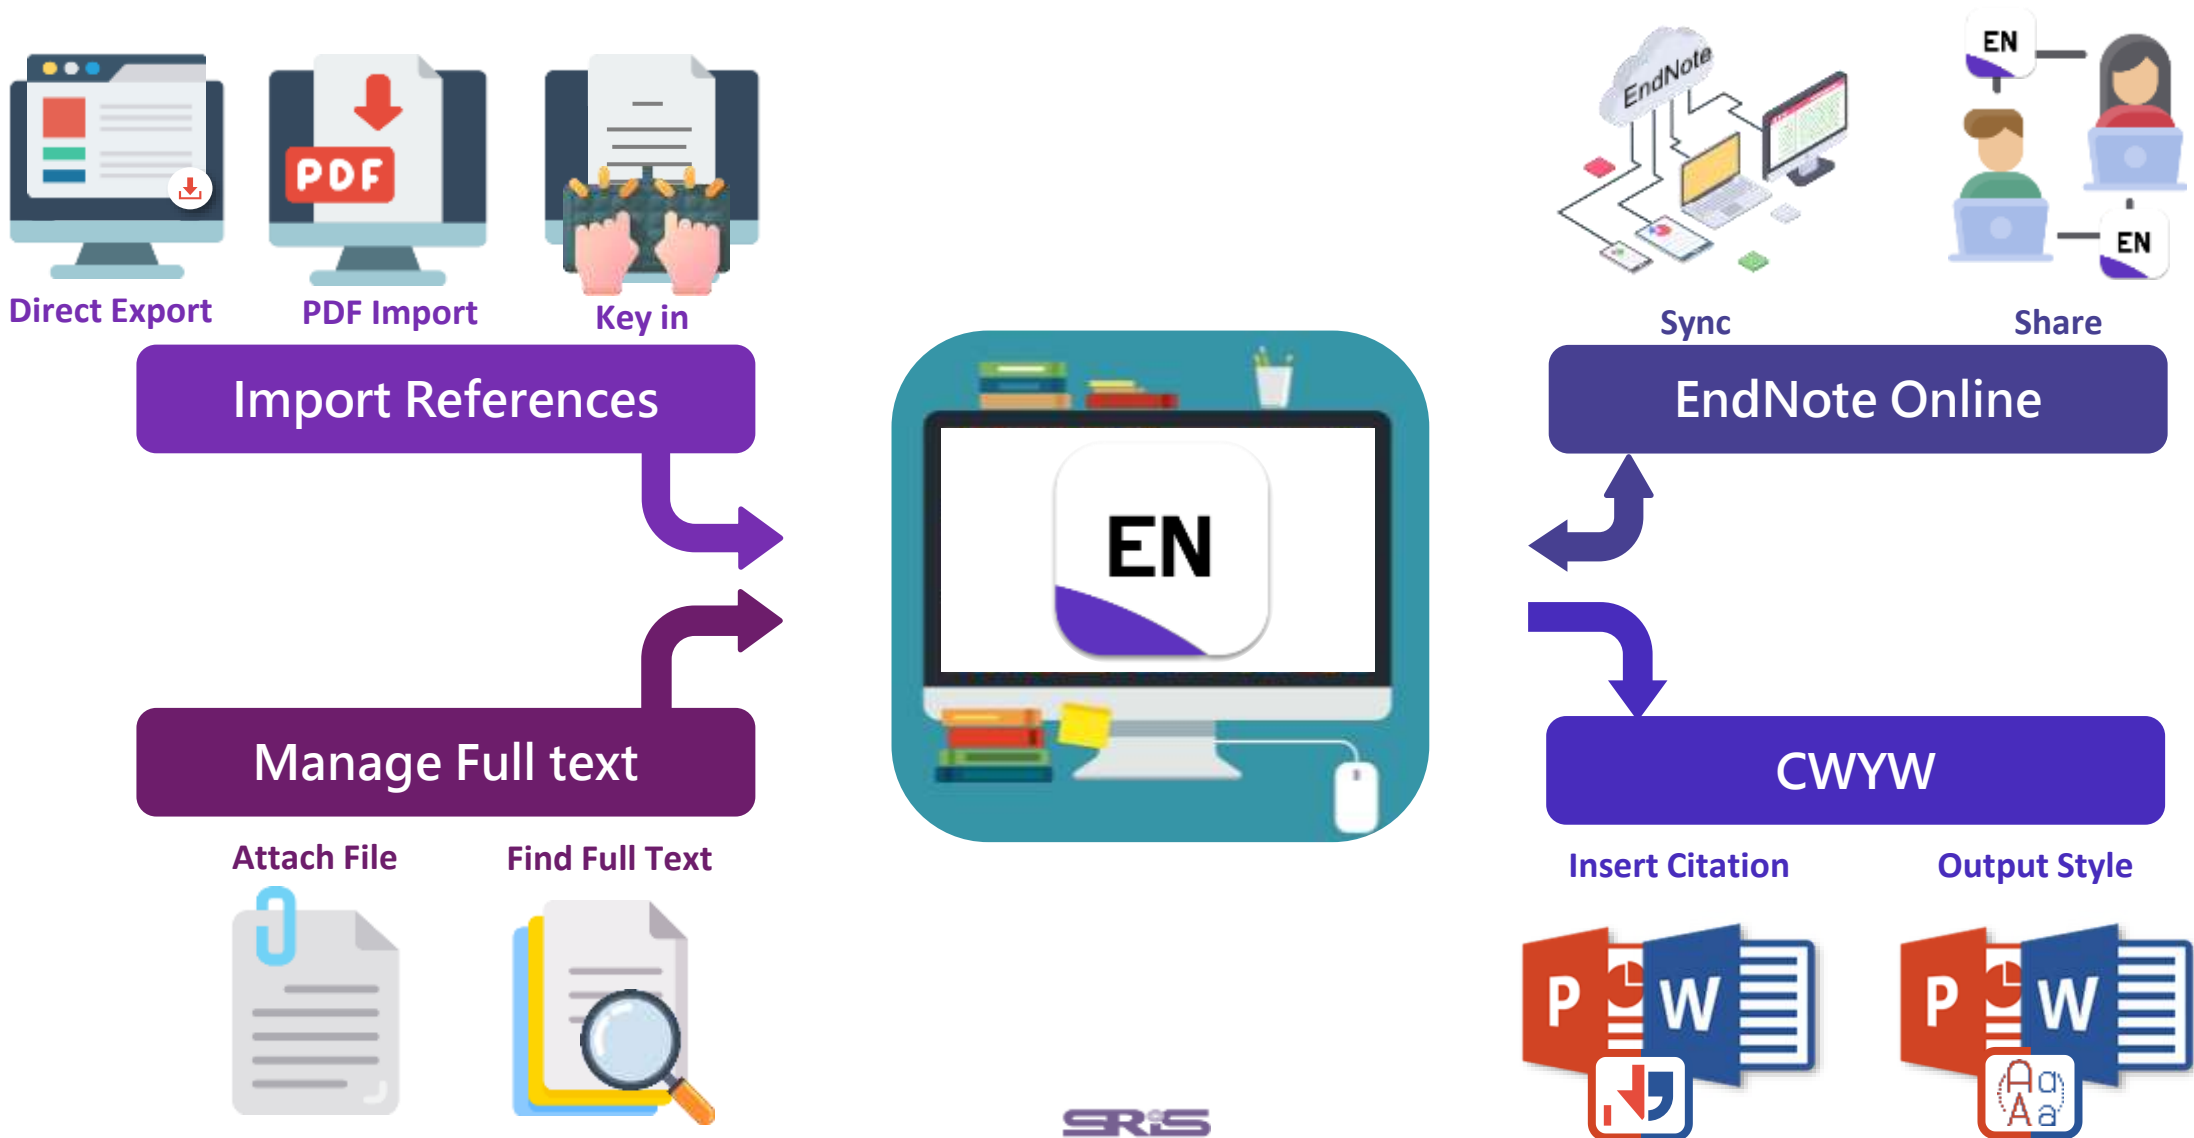 EndNote
EN
EN
PDF
Direct Export
PDF Import
Key in
Sync
Share
Import References
EndNote Online
EN
Manage Full text
CWYW
Attach File
Find Full Text
Insert Citation
Output Style
P W
P W
(A a)
A a
SRiS